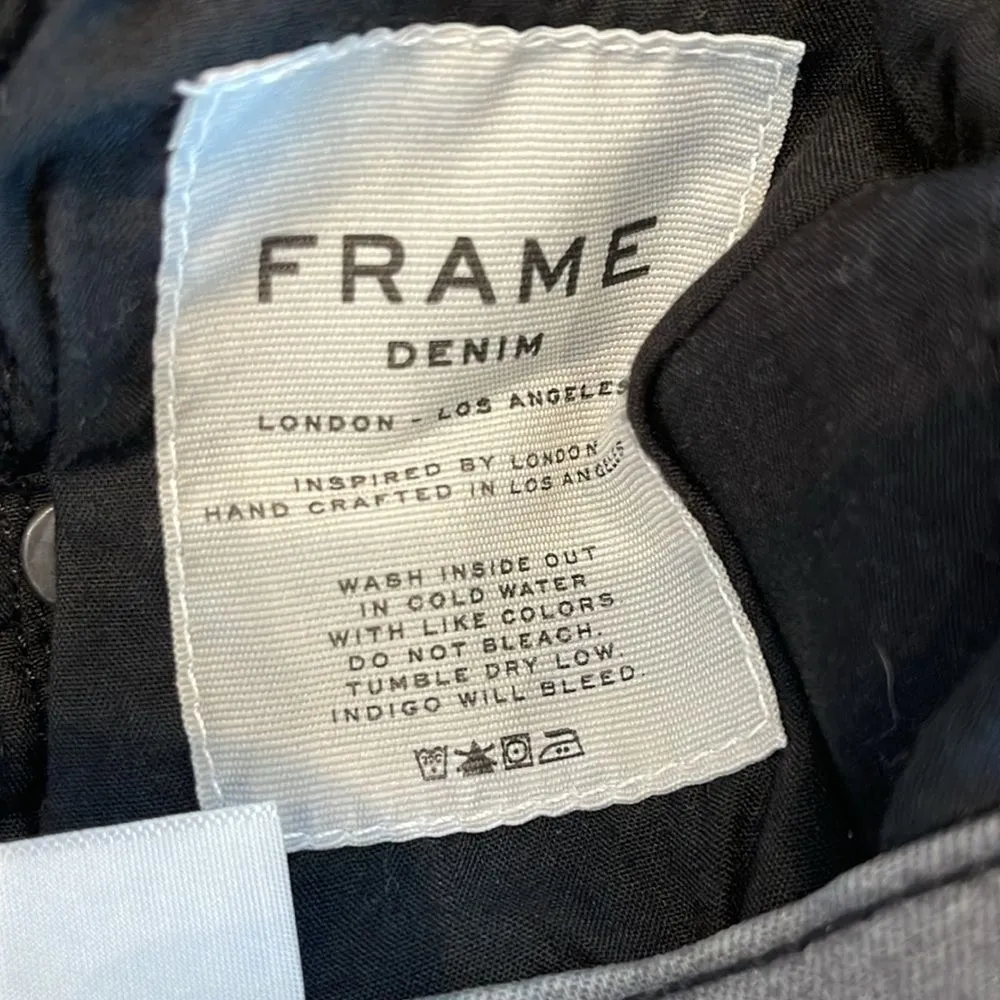 FRAME
DENIM
LONDON - LOS ANGELES
INSPIRED BY LONDON
HAND CRAFTED IN LOS ANGELES
WASH INSIDE OUT
IN COLD WATER
WITH LIKE COLORS
DO NOT BLEACH.
TUMBLE DRY LOW.
INDIGO WILL BLEED.